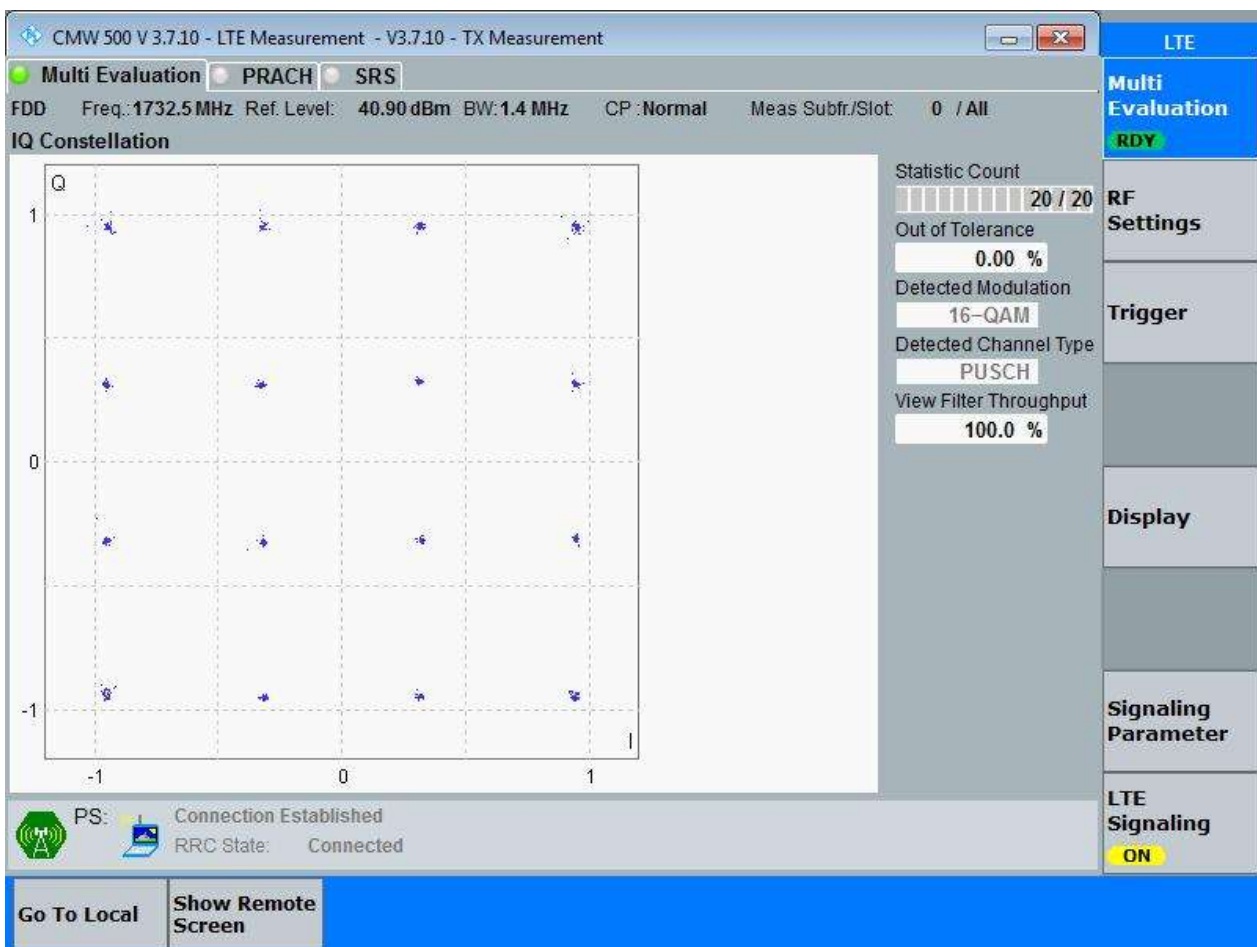 CMW 500 V 3.7.10 - LTE Measurement - V3.7.10 - TX Measurement
LTE
Multi Evaluation PRACH SRS
FDD Freq.:1732.5 MHz Ref. Level: 40.90 dBm BW:1.4 MHz CP :Normal Meas Subfr./Slot: 0 / All
IQ Constellation
Q
1
0
-1
I
-1 0 1
Statistic Count
20 / 20
Out of Tolerance
0.00 %
Detected Modulation
16-QAM
Detected Channel Type
PUSCH
View Filter Throughput
100.0 %
Multi
Evaluation
RDY
RF
Settings
Trigger
Display
Signaling
Parameter
LTE
Signaling
ON
PS: Connection Established
RRC State: Connected
Go To Local
Show Remote
Screen